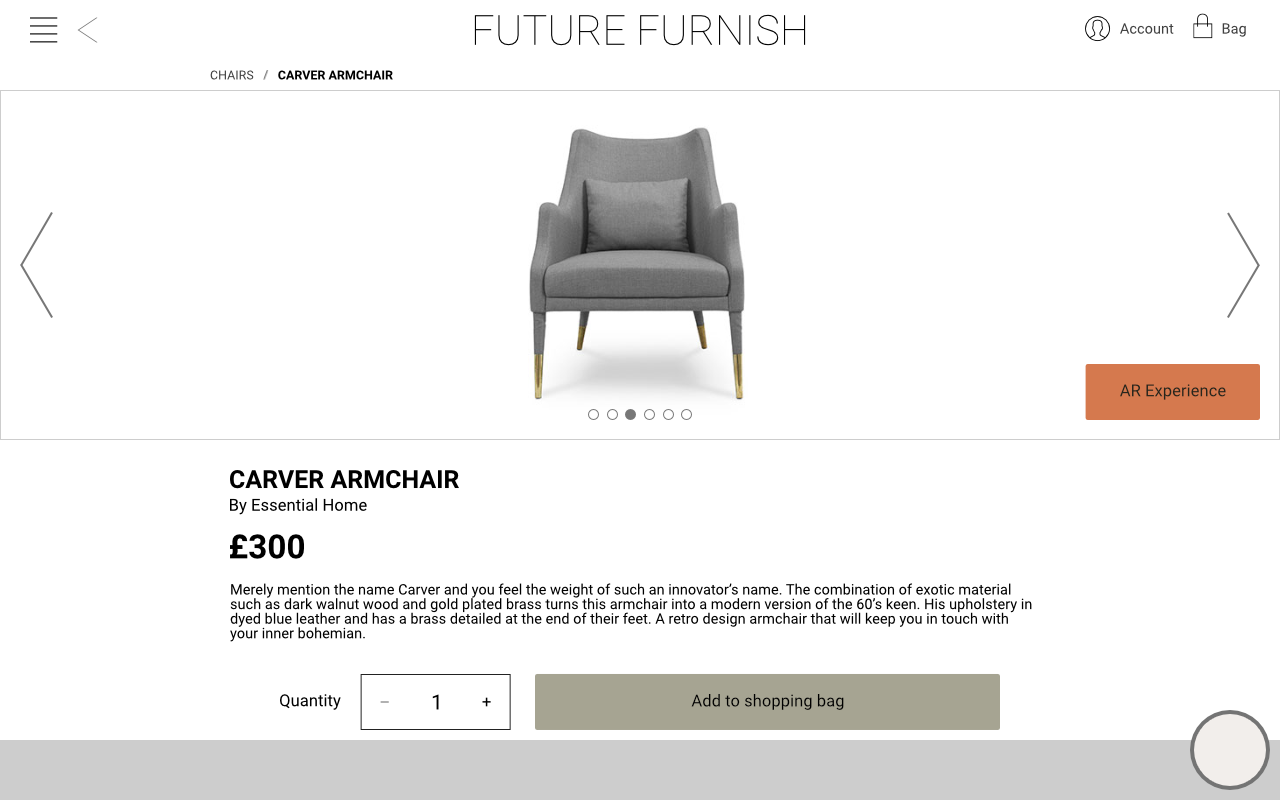 FUTURE FURNISH
Account
Bag
CHAIRS / CARVER ARMCHAIR
AR Experience
CARVER ARMCHAIR
By Essential Home
£300
Merely mention the name Carver and you feel the weight of such an innovator’s name. The combination of exotic material
such as dark walnut wood and gold plated brass turns this armchair into a modern version of the 60’s keen. His upholstery in
dyed blue leather and has a brass detailed at the end of their feet. A retro design armchair that will keep you in touch with
your inner bohemian.
Quantity − 1 +
Add to shopping bag